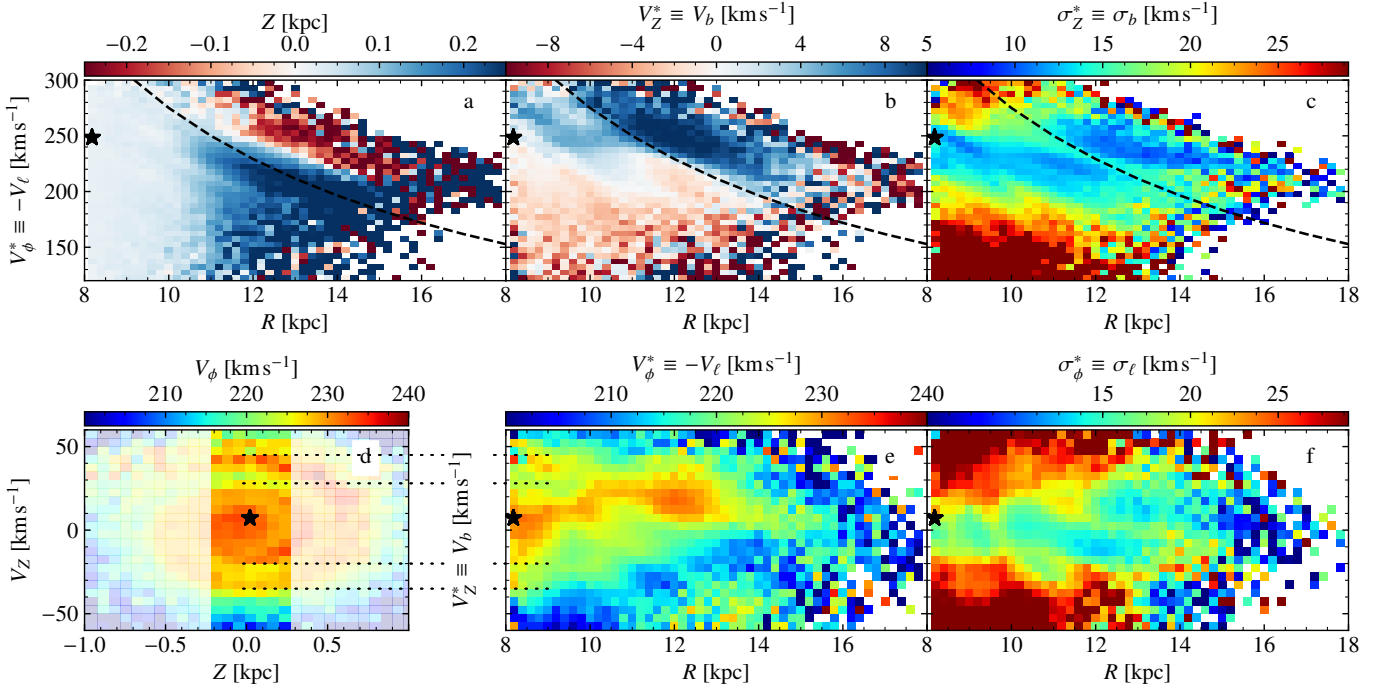 Z [kpc]
V*Z ≡ Vb [km s−1]
σ*Z ≡ σb [km s−1]
−0.2 −0.1 0.0 0.1 0.2
−8 −4 0 4 8
5 10 15 20 25
300
250
200
150
V*ϕ ≡ −Vℓ [km s−1]
a
b
c
8 10 12 14 16
8 10 12 14 16
8 10 12 14 16 18
R [kpc]
R [kpc]
R [kpc]
Vϕ [km s−1]
V*ϕ ≡ −Vℓ [km s−1]
σ*ϕ ≡ σℓ [km s−1]
210 220 230 240
210 220 230 240
15 20 25
50
0
−50
VZ [km s−1]
d
V*Z ≡ Vb [km s−1]
e
f
-1.0 −0.5 0.0 0.5
8 10 12 14 16
8 10 12 14 16 18
Z [kpc]
R [kpc]
R [kpc]